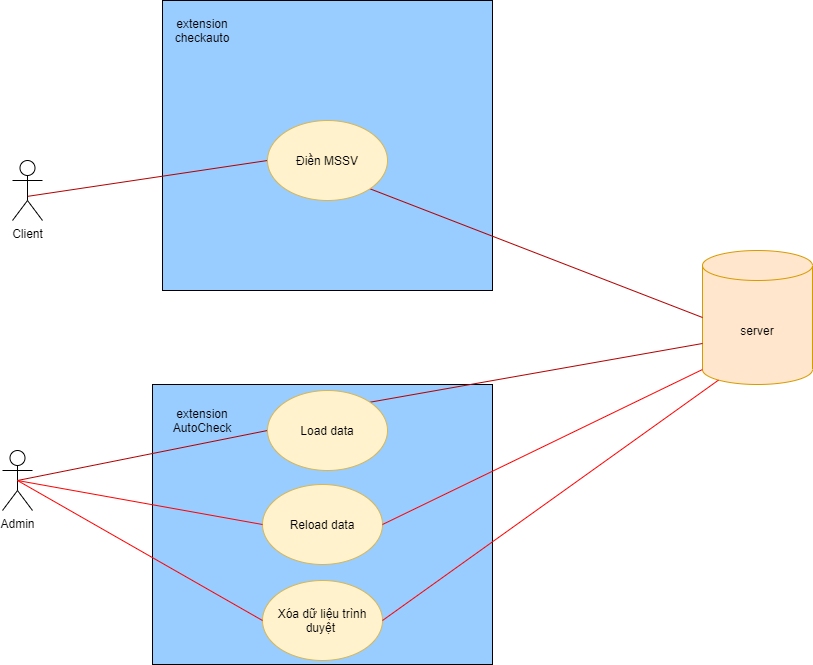 extension
checkauto
Điền MSSV
Client
server
extension
AutoCheck
Load data
Admin
Reload data
Xóa dữ liệu trình
duyệt